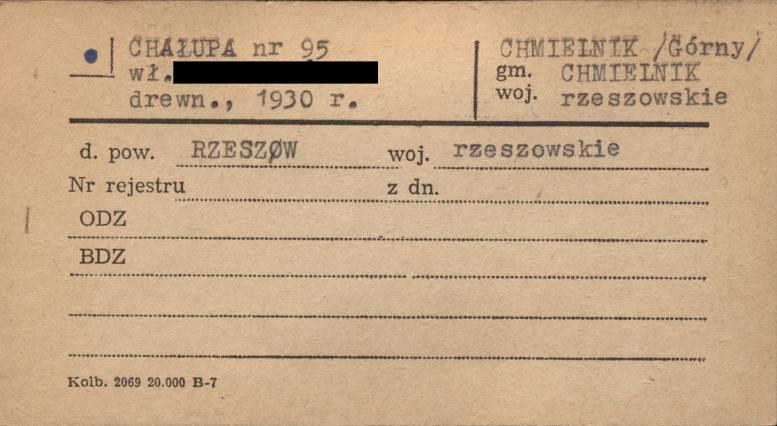 CHAŁUPA nr 95
wł.
drewn., 1930 r.
CHMIELNIK /Górny/
gm. CHMIELNIK
woj. rzeszowskie
d. pow. RZESZØW woj. rzeszowskie
Nr rejestru z dn.
ODZ
BDZ
Kolb. 2069 20.000 B-7